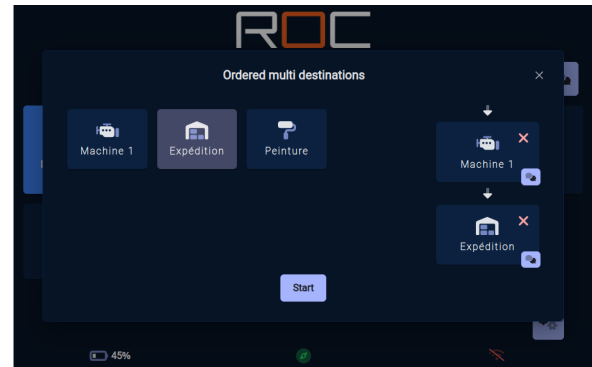 ROC
Ordered multi destinations
Machine 1
Expédition
Peinture
Machine 1
Expédition
Start
45%